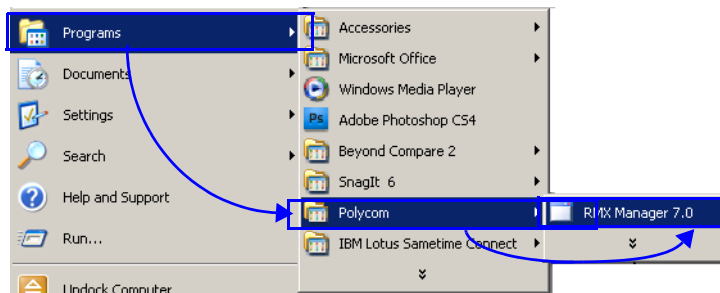 Programs
Documents
Settings
Search
Help and Support
Run...
Undock Computer
Accessories
Microsoft Office
Windows Media Player
Ps Adobe Photoshop CS4
Beyond Compare 2
SnagIt 6
Polycom
IBM Lotus Sametime Connect
RMX Manager 7.0